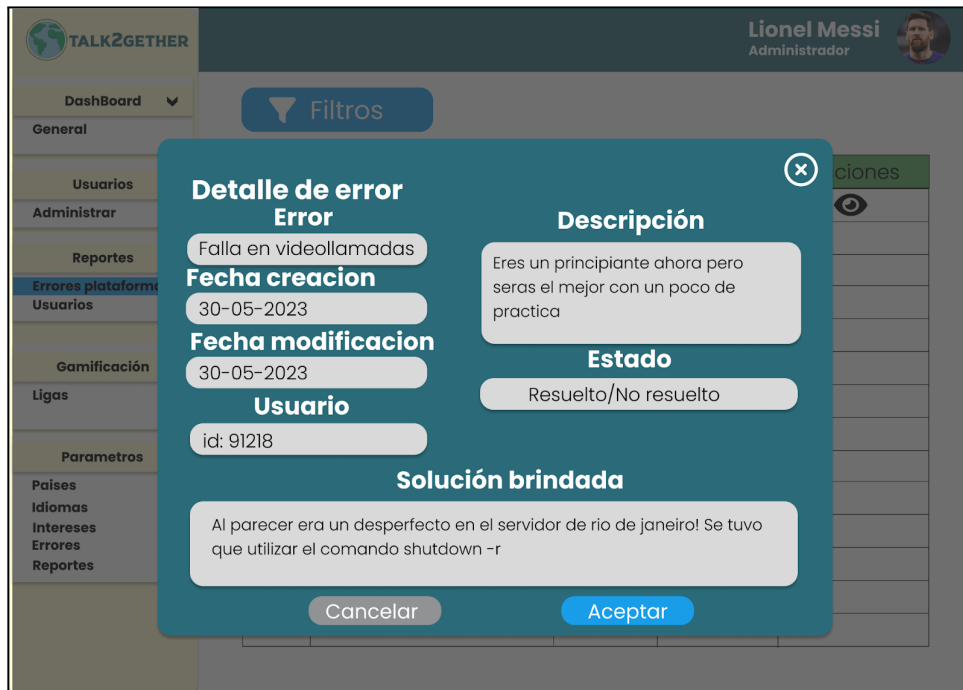 TALK2GETHER
Lionel Messi
Administrador
DashBoard
General
Usuarios
Administrar
Reportes
Errores plataforma
Usuarios
Gamificación
Ligas
Parametros
Paises
Idiomas
Intereses
Errores
Reportes
Filtros
ciones
Detalle de error
Error
Falla en videollamadas
Fecha creacion
30-05-2023
Fecha modificacion
30-05-2023
Usuario
id: 91218
Descripción
Eres un principiante ahora pero
seras el mejor con un poco de
practica
Estado
Resuelto/No resuelto
Solución brindada
Al parecer era un desperfecto en el servidor de rio de janeiro! Se tuvo
que utilizar el comando shutdown -r
Cancelar
Aceptar